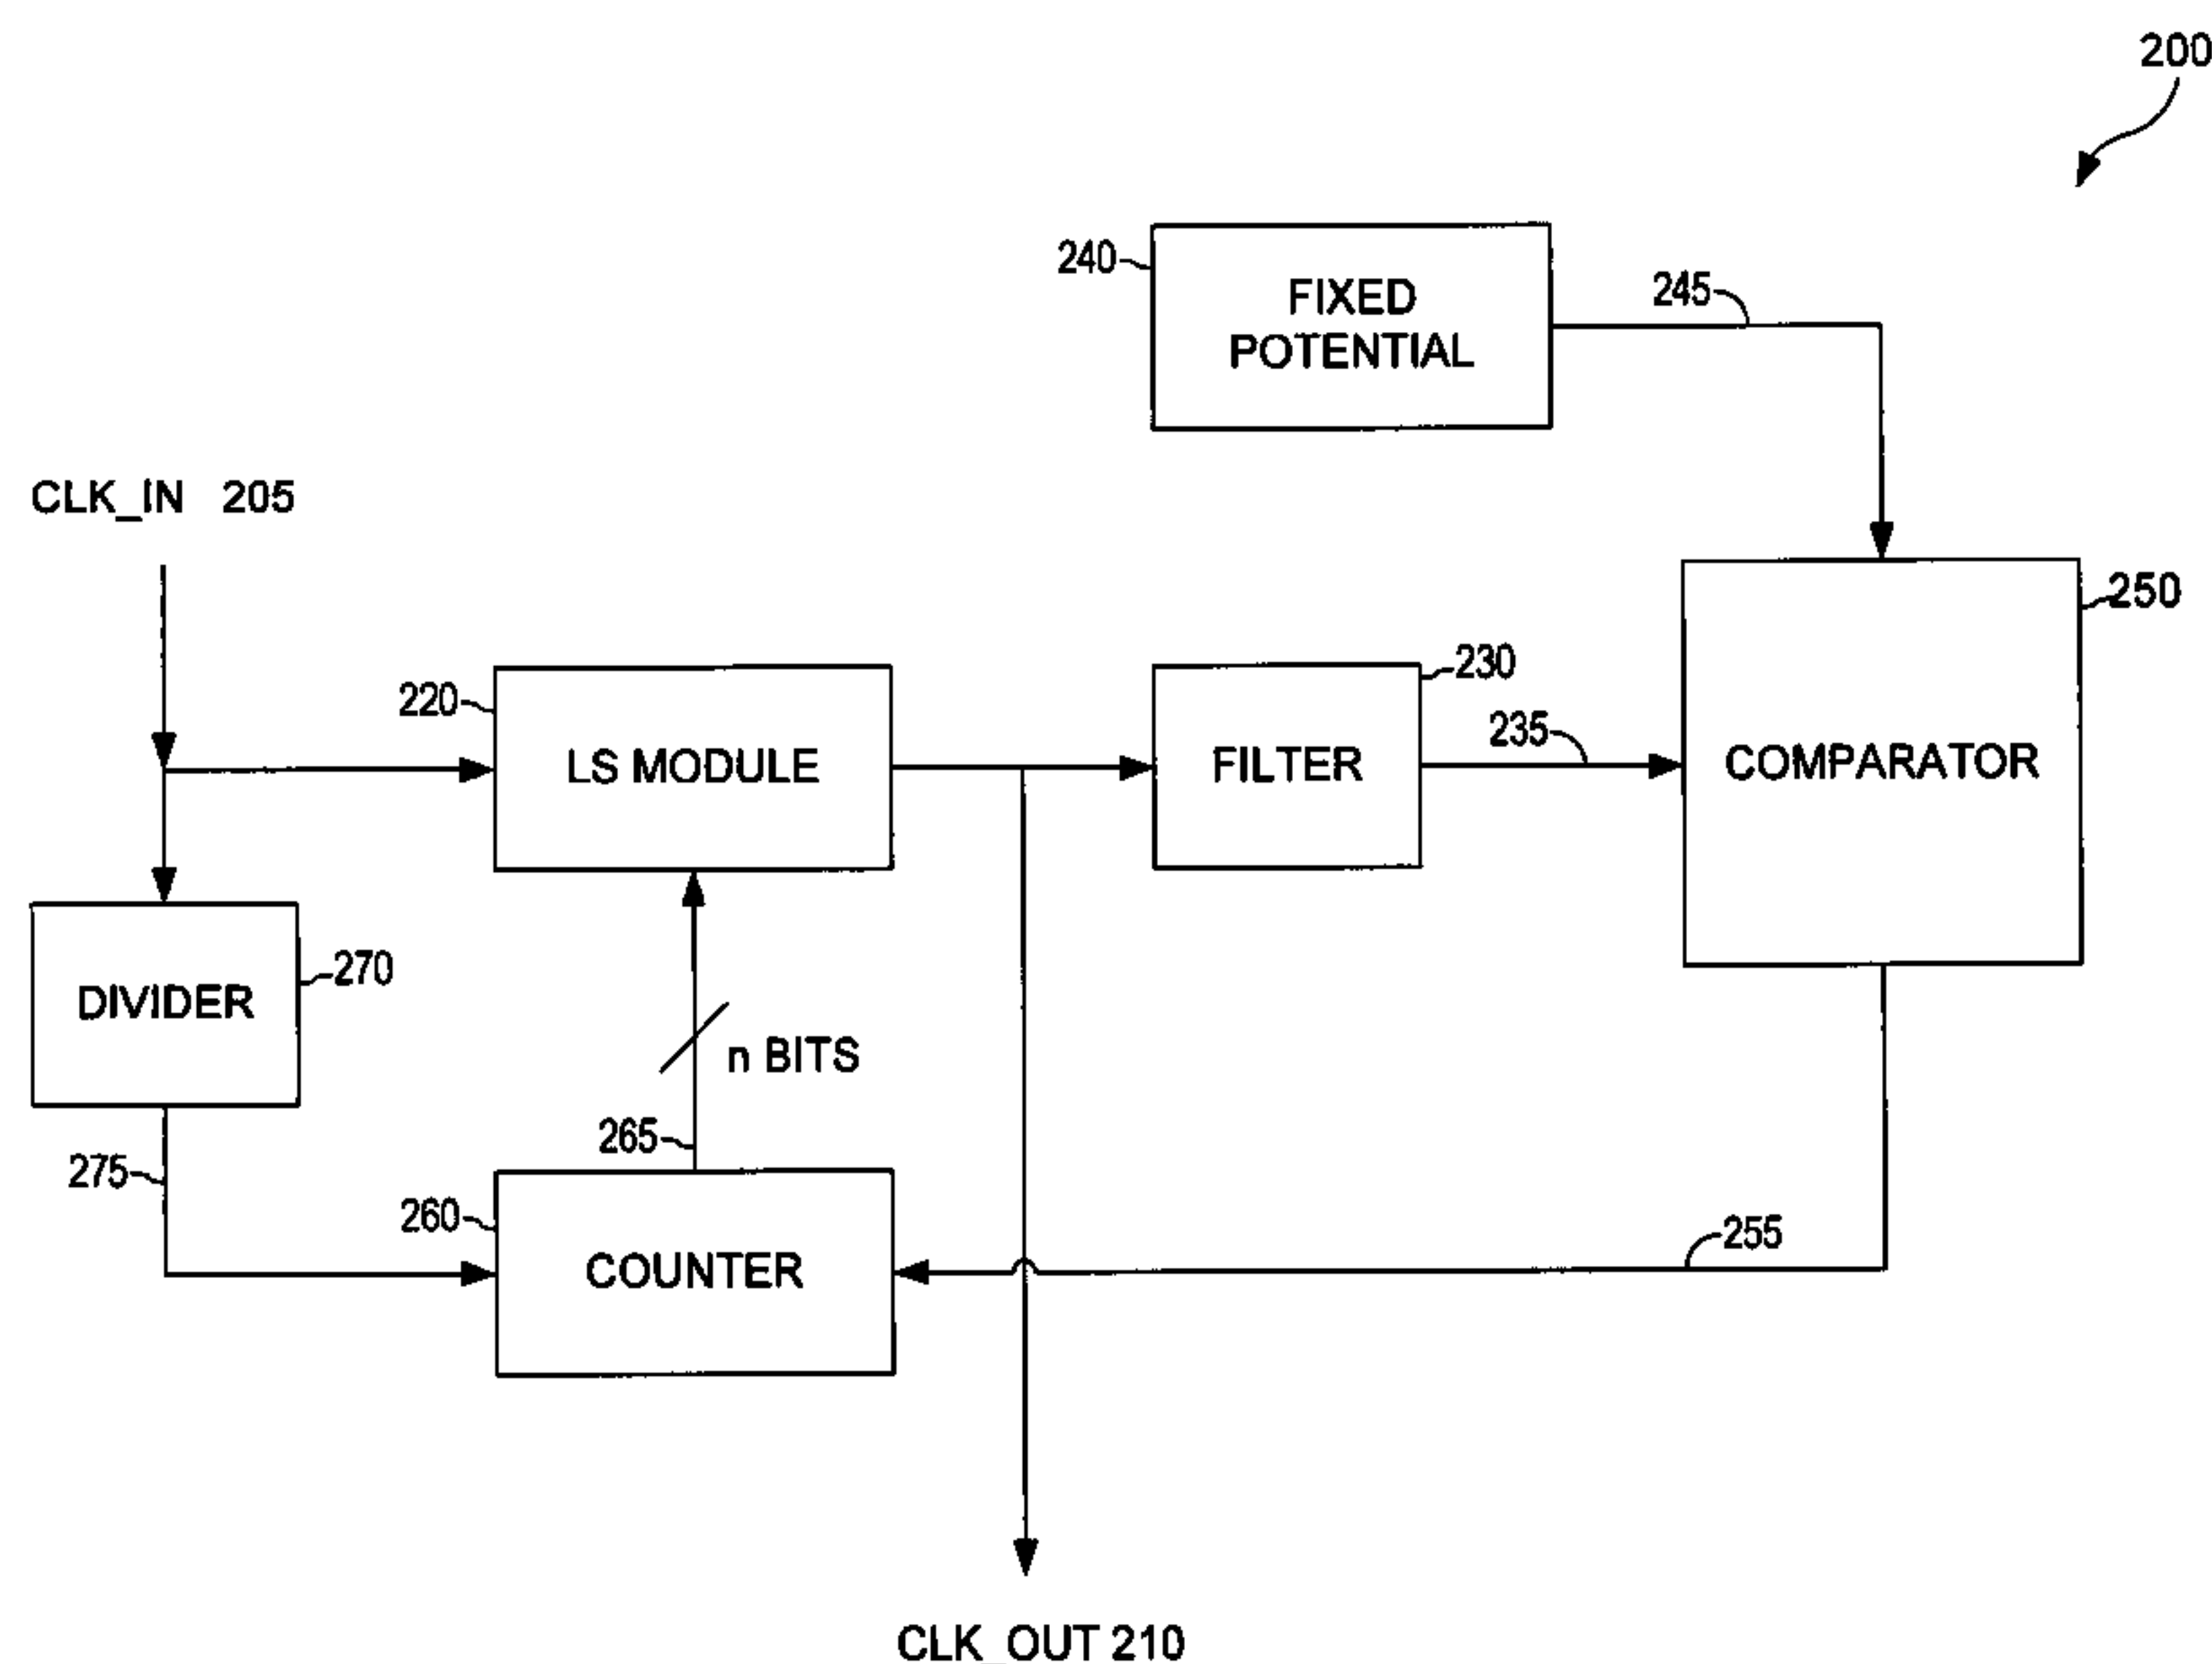 200
240
FIXED
POTENTIAL
245
CLK_IN 205
250
220
LS MODULE
230
FILTER
235
COMPARATOR
DIVIDER
270
n BITS
265
275
260
COUNTER
255
CLK_OUT 210